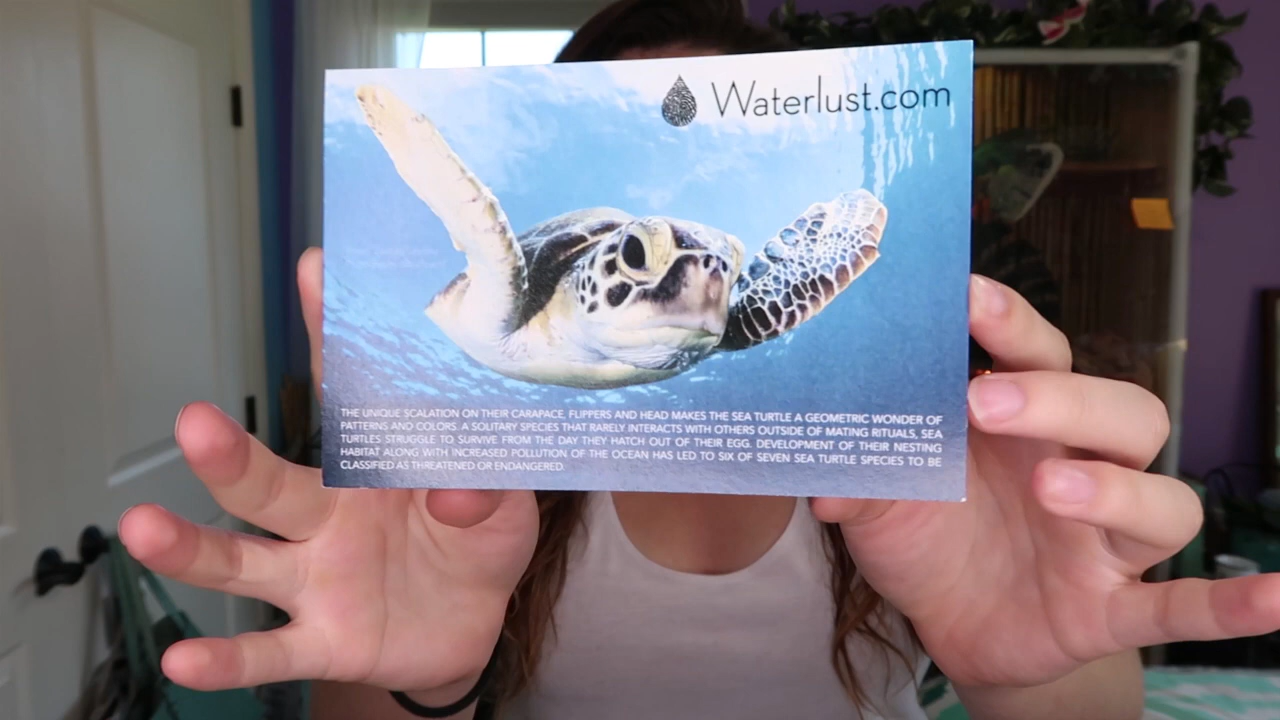 Waterlust.com
THE UNIQUE SCALATION ON THEIR CARAPACE, FLIPPERS AND HEAD MAKES THE SEA TURTLE A GEOMETRIC WONDER OF
PATTERNS AND COLORS. A SOLITARY SPECIES THAT RARELY INTERACTS WITH OTHERS OUTSIDE OF MATING RITUALS, SEA
TURTLES STRUGGLE TO SURVIVE FROM THE DAY THEY HATCH OUT OF THEIR EGG. DEVELOPMENT OF THEIR NESTING
HABITAT ALONG WITH INCREASED POLLUTION OF THE OCEAN HAS LED TO SIX OF SEVEN SEA TURTLE SPECIES TO BE
CLASSIFIED AS THREATENED OR ENDANGERED.